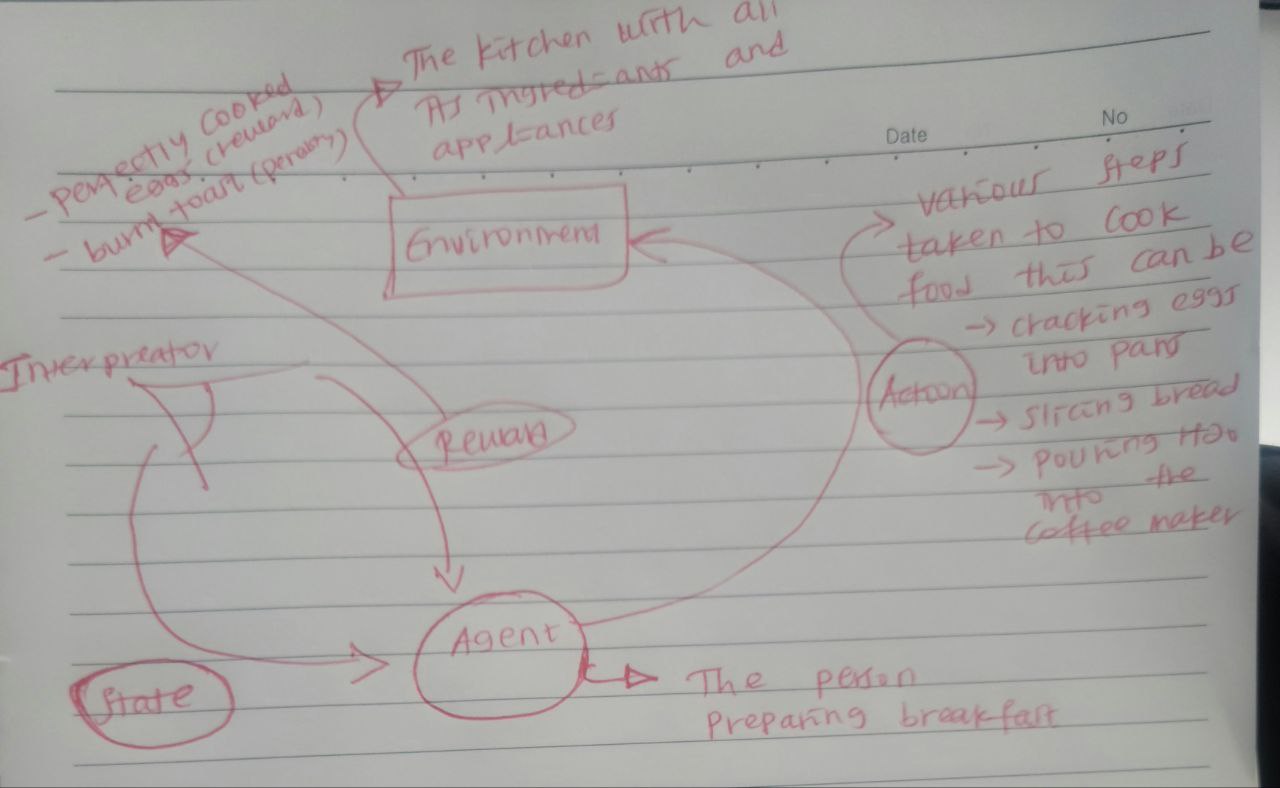 The kitchen with all
its ingredients and
appliances
- perfectly cooked
eggs (reward)
- burnt toast (penalty)
Date
No
Environment
various steps
taken to cook
food this can be
→ cracking eggs
into pans
→ slicing bread
→ pouring H2o
into the
coffee maker
Action
Interpreator
Reward
Agent
The person
preparing breakfast
State